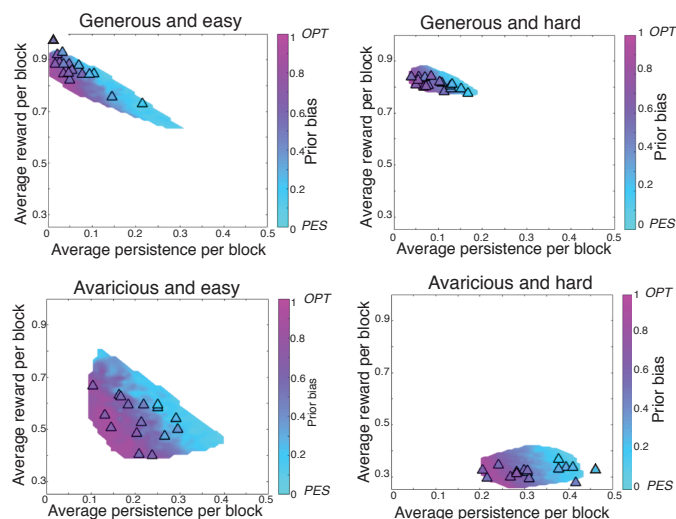 Generous and easy
Average reward per block
0.9
0.7
0.5
0.3
0
0.1
0.2
0.3
0.4
0.5
Average persistence per block
1
0.8
0.6
0.4
0.2
0
OPT
PES
Prior bias
Generous and hard
Average reward per block
0.9
0.7
0.5
0.3
0
0.1
0.2
0.3
0.4
0.5
Average persistence per block
1
0.8
0.6
0.4
0.2
0
OPT
PES
Prior bias
Avaricious and easy
Average reward per block
0.9
0.7
0.5
0.3
0
0.1
0.2
0.3
0.4
0.5
Average persistence per block
1
0.8
0.6
0.4
0.2
0
OPT
PES
Prior bias
Avaricious and hard
Average reward per block
0.9
0.7
0.5
0.3
0
0.1
0.2
0.3
0.4
0.5
Average persistence per block
1
0.8
0.6
0.4
0.2
0
OPT
PES
Prior bias